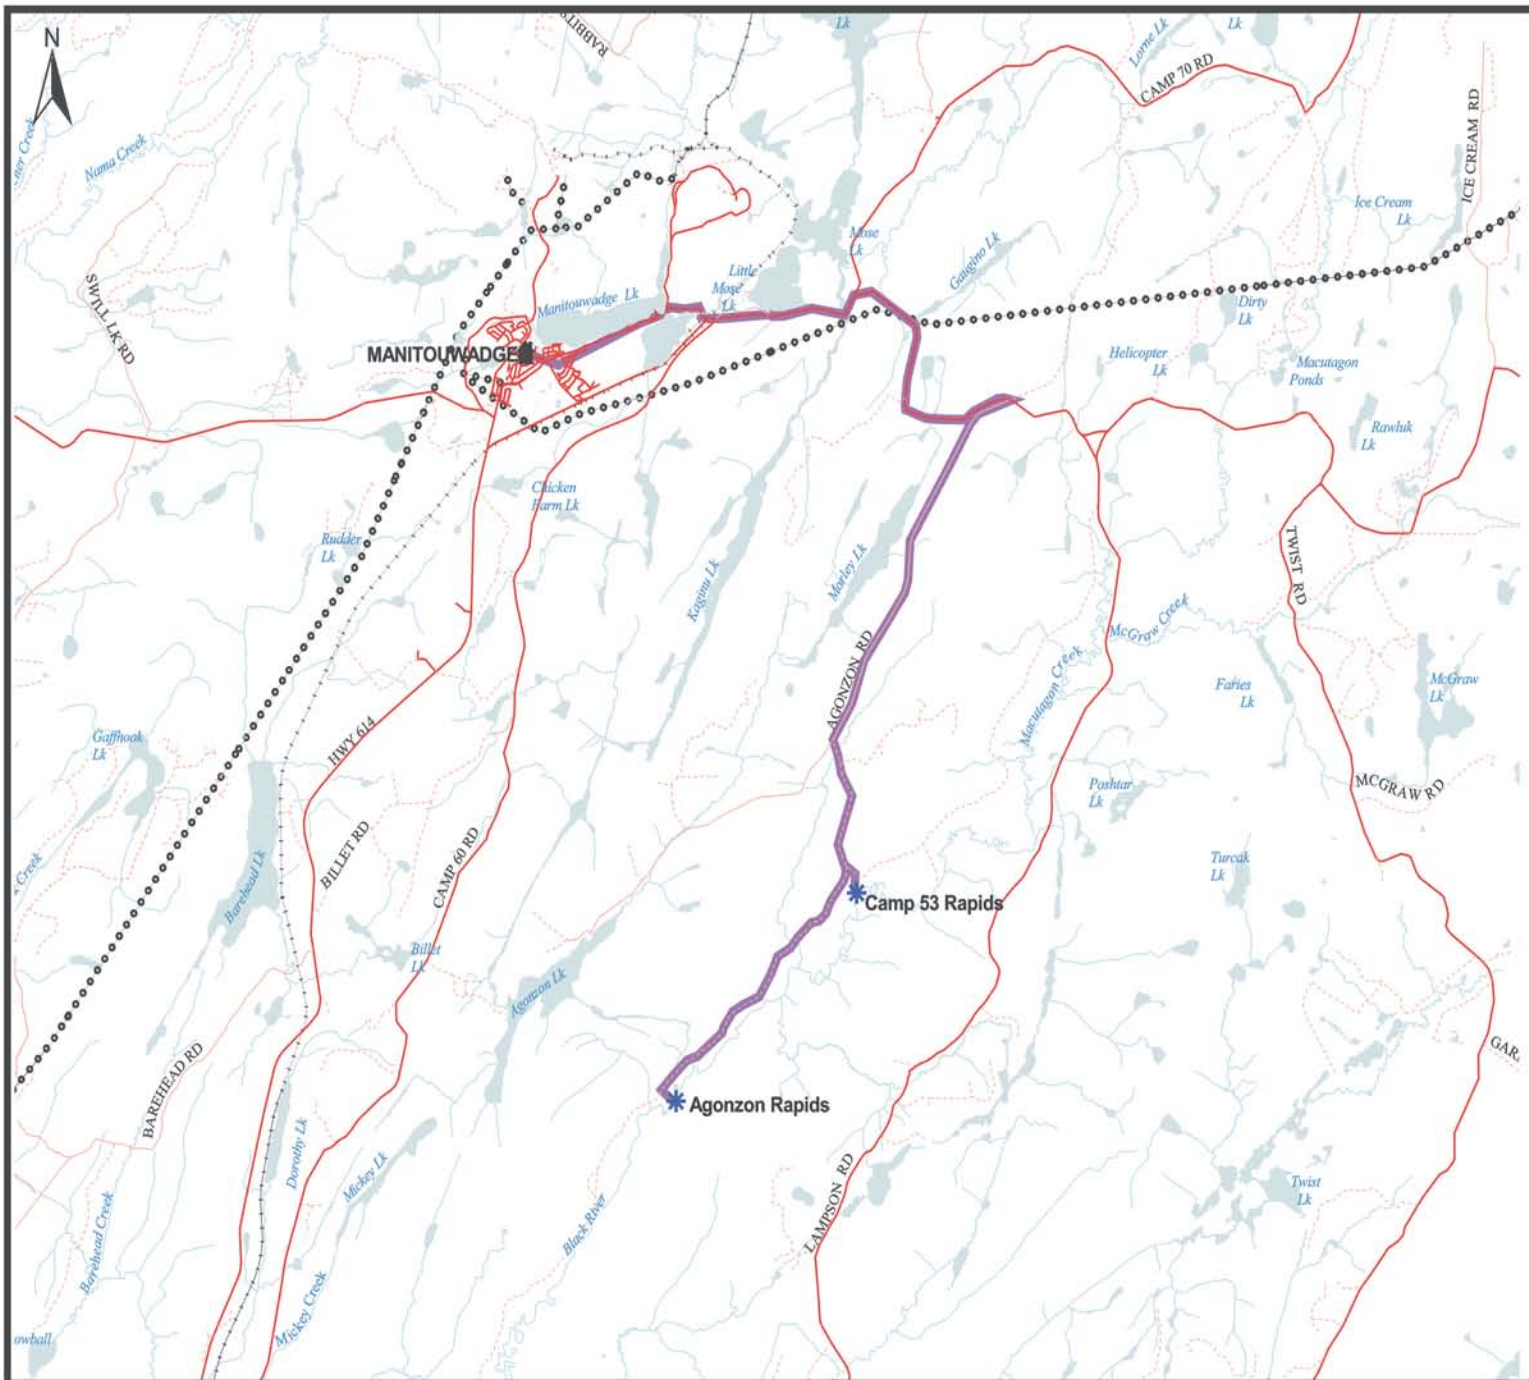 N
Lk
Lorne Lk
Lk
CAMP 70 RD
ICE CREAM RD
Nama Creek
Ice Cream
Lk
SWILL LK RD
Mose
Lk
Gaugino Lk
Little
Mose
Lk
Manitouwadge Lk
Dirty
Lk
MANITOUWADGE
Helicopter
Lk
Macutagon
Ponds
Rawluk
Lk
Chicken
Farm Lk
Rudder
Lk
Kaginu Lk
Morley Lk
TWIST RD
McGraw Creek
AGONZON RD
Macutagon Creek
Faries
Lk
McGraw
Lk
Gaffhook
Lk
HWY 614
Poshtar
Lk
MCGRAW RD
BILLET RD
CAMP 60 RD
Creek
Barehead Lk
Turcak
Lk
Camp 53 Rapids
Billet
Lk
Agonzon Lk
BAREHEAD RD
Agonzon Rapids
Dorothy Lk
Mickey Lk
Black River
LAMPSON RD
Twist
Lk
Barehead Creek
Mickey Creek
owball